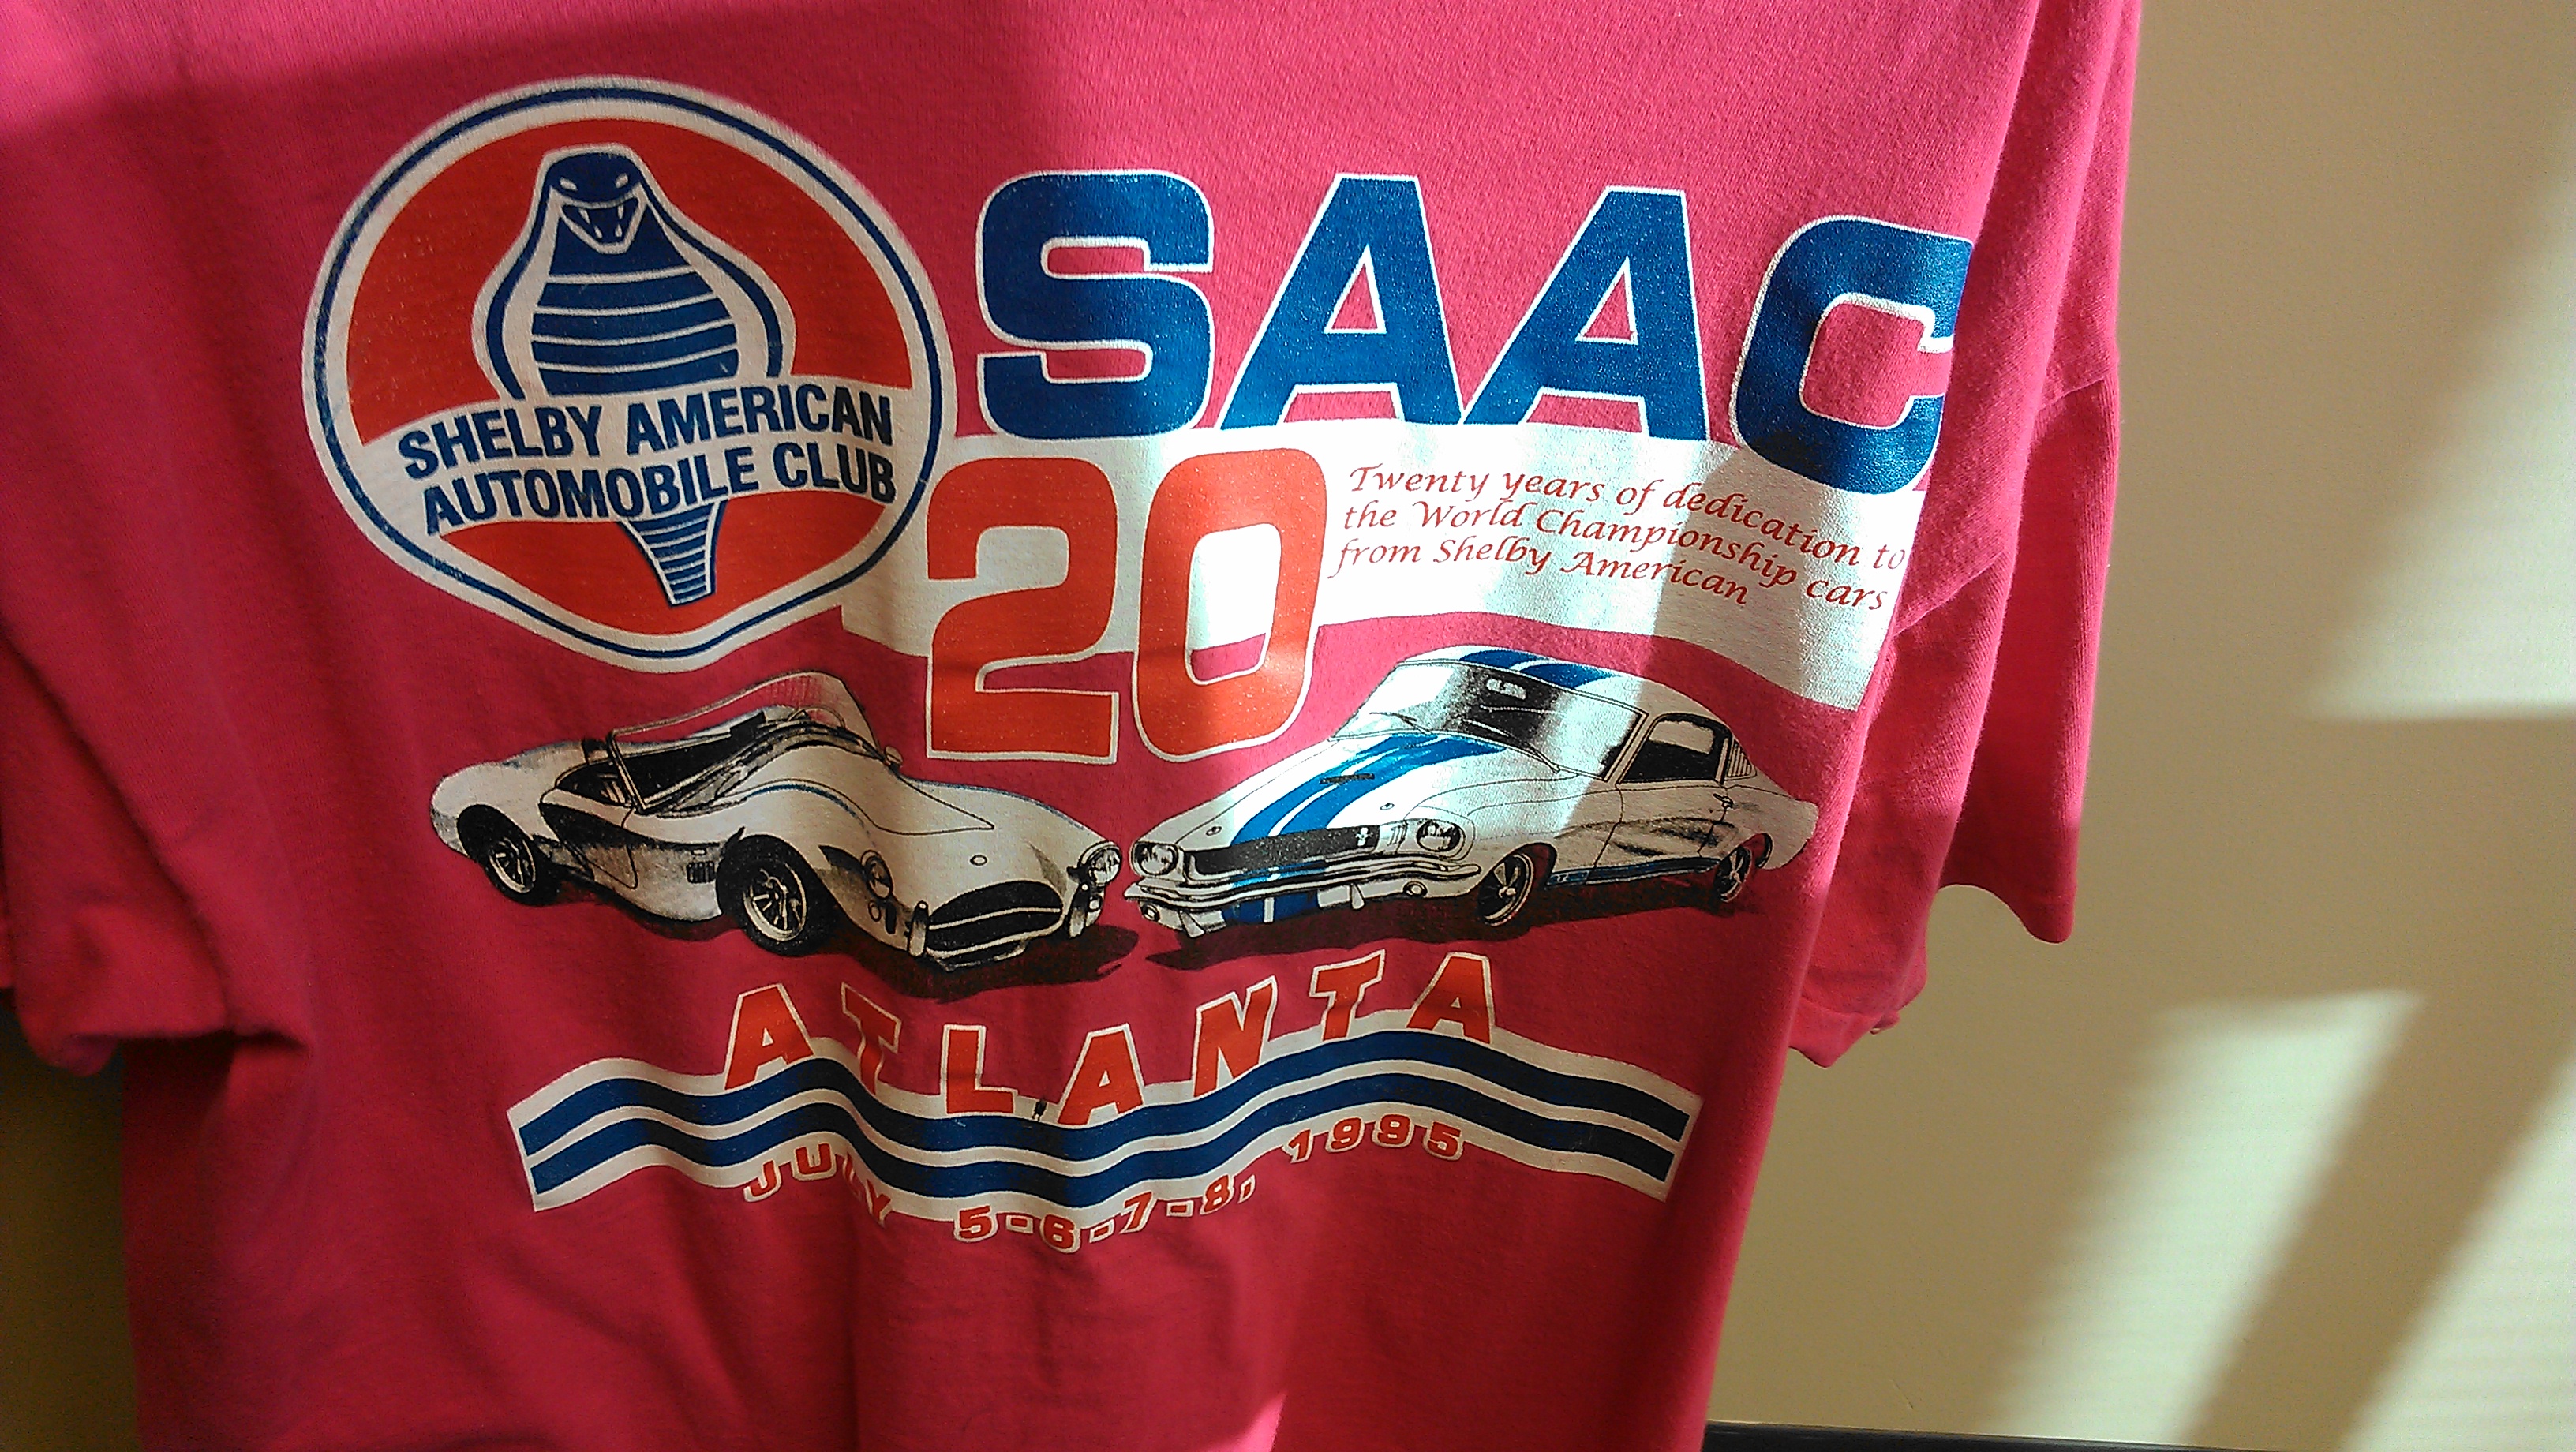 SHELBY AMERICAN
AUTOMOBILE CLUB
SAAC
20
Twenty years of dedication to
the World Championship cars
from Shelby American
ATLANTA
JULY 5-6-7-8, 1995